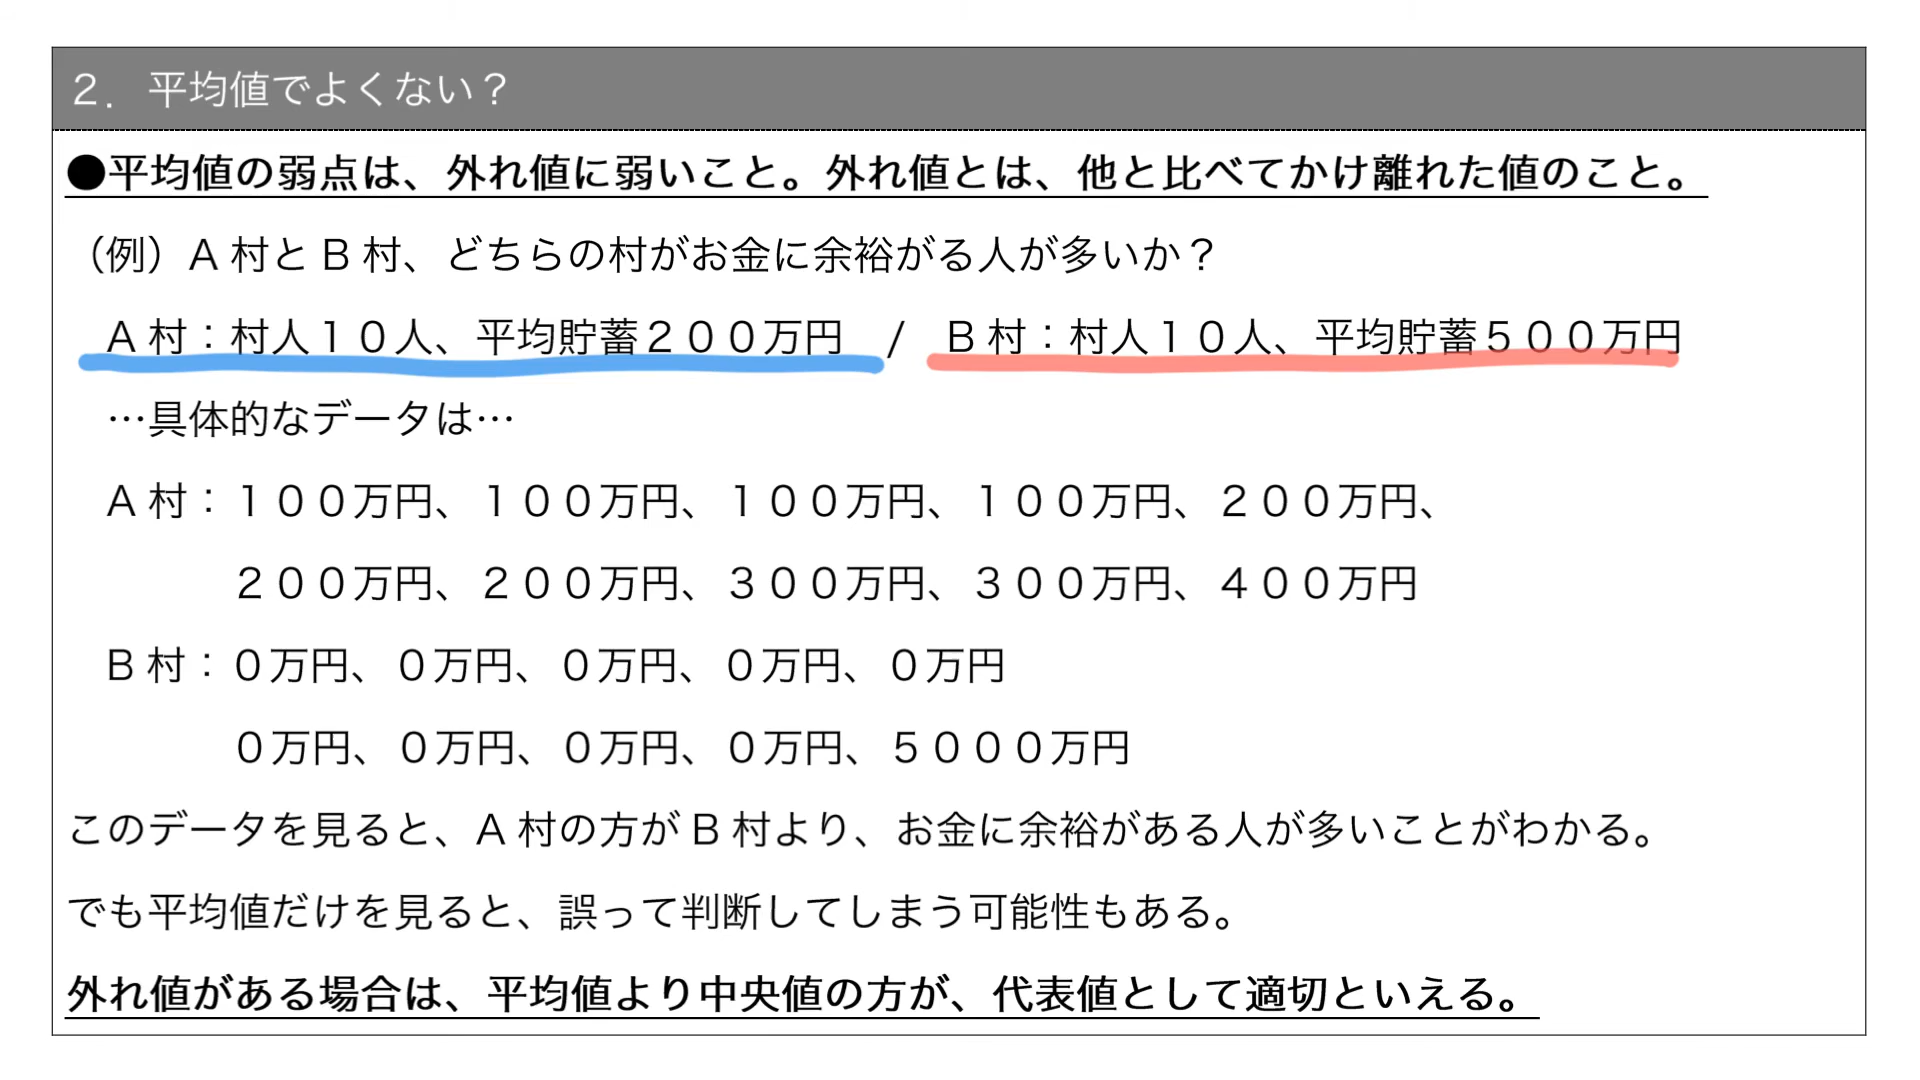 ２．平均値でよくない？
●平均値の弱点は、外れ値に弱いこと。外れ値とは、他と比べてかけ離れた値のこと。
（例）A 村と B 村、どちらの村がお金に余裕がる人が多いか？
A 村：村人１０人、平均貯蓄２００万円 / B 村：村人１０人、平均貯蓄５００万円
…具体的なデータは…
A 村：１００万円、１００万円、１００万円、１００万円、２００万円、
２００万円、２００万円、３００万円、３００万円、４００万円
B 村：０万円、０万円、０万円、０万円、０万円
０万円、０万円、０万円、０万円、５０００万円
このデータを見ると、A 村の方が B 村より、お金に余裕がある人が多いことがわかる。
でも平均値だけを見ると、誤って判断してしまう可能性もある。
外れ値がある場合は、平均値より中央値の方が、代表値として適切といえる。